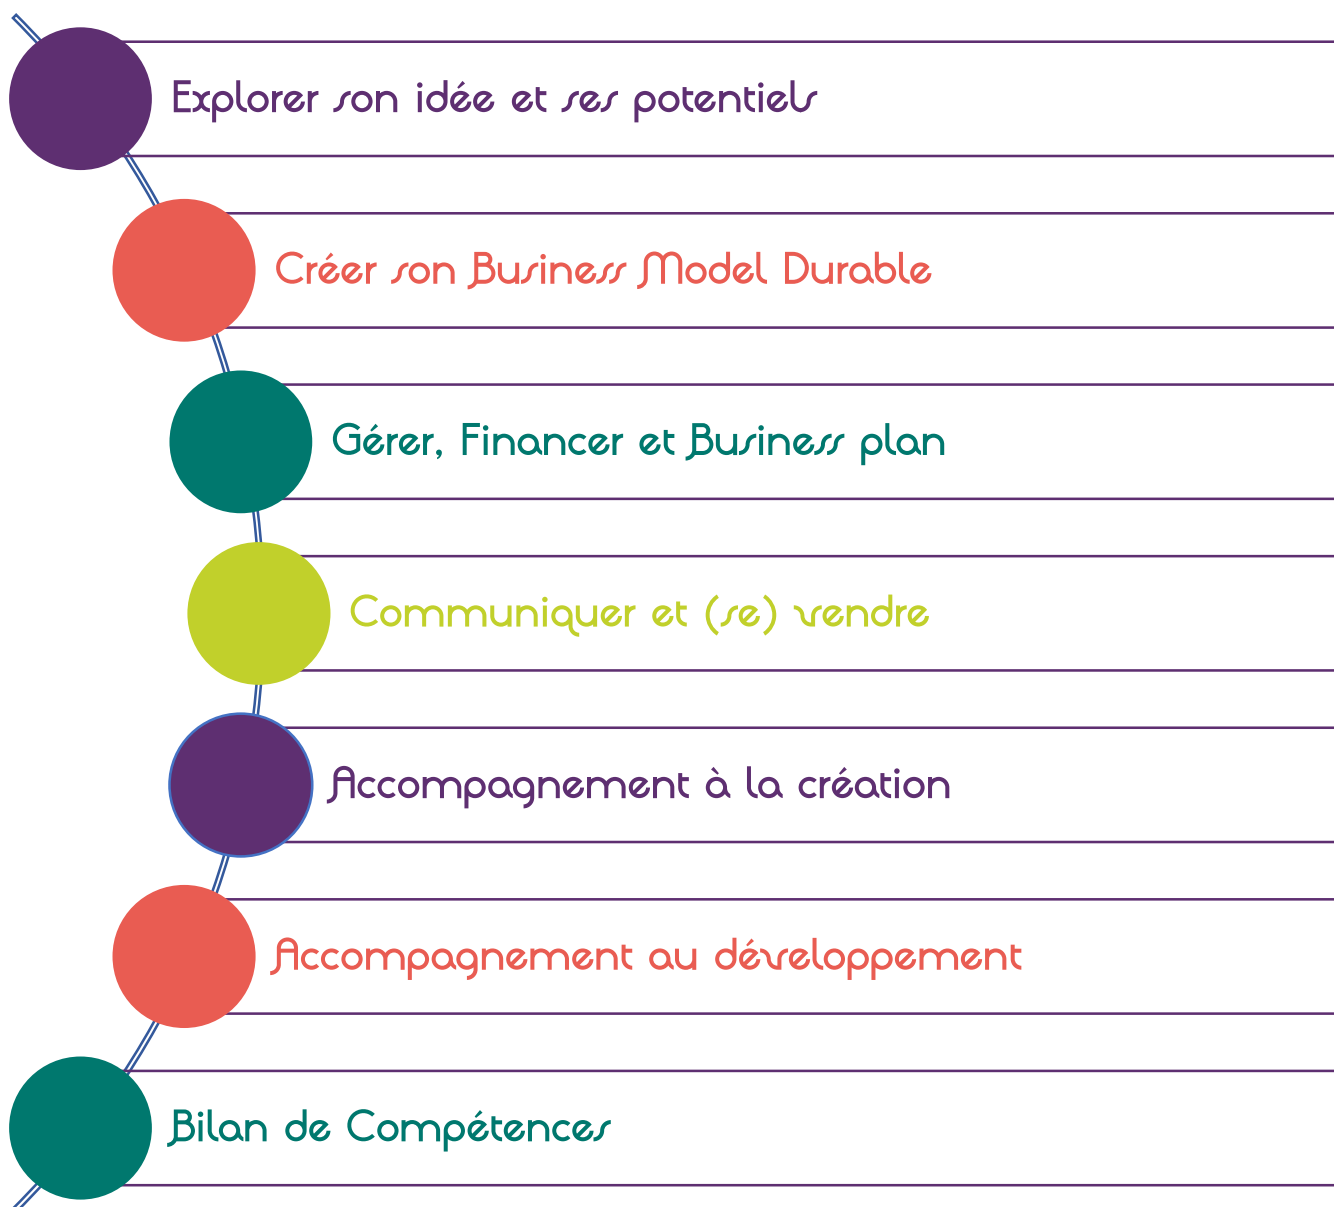 Explorer son idée et ses potentiels
Créer son Business Model Durable
Gérer, Financer et Business plan
Communiquer et (se) vendre
Accompagnement à la création
Accompagnement au développement
Bilan de Compétences